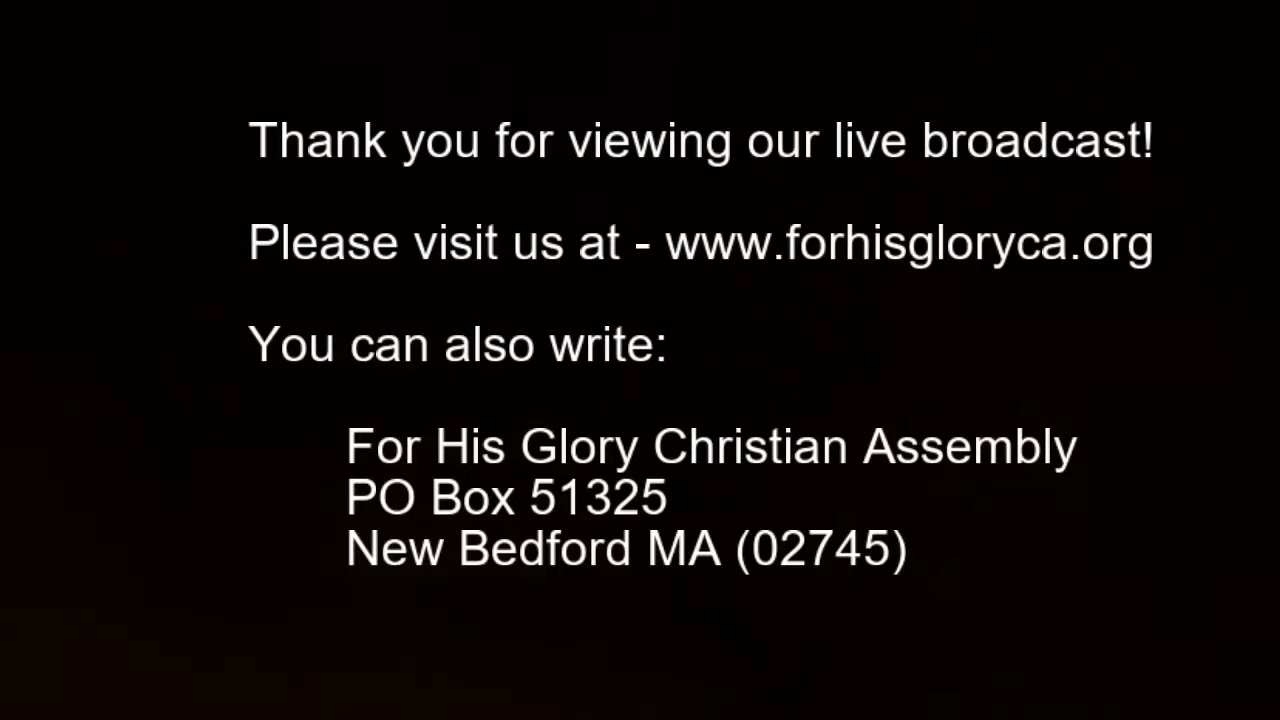 Thank you for viewing our live broadcast!
Please visit us at - www.forhisgloryca.org
You can also write:
For His Glory Christian Assembly
PO Box 51325
New Bedford MA (02745)